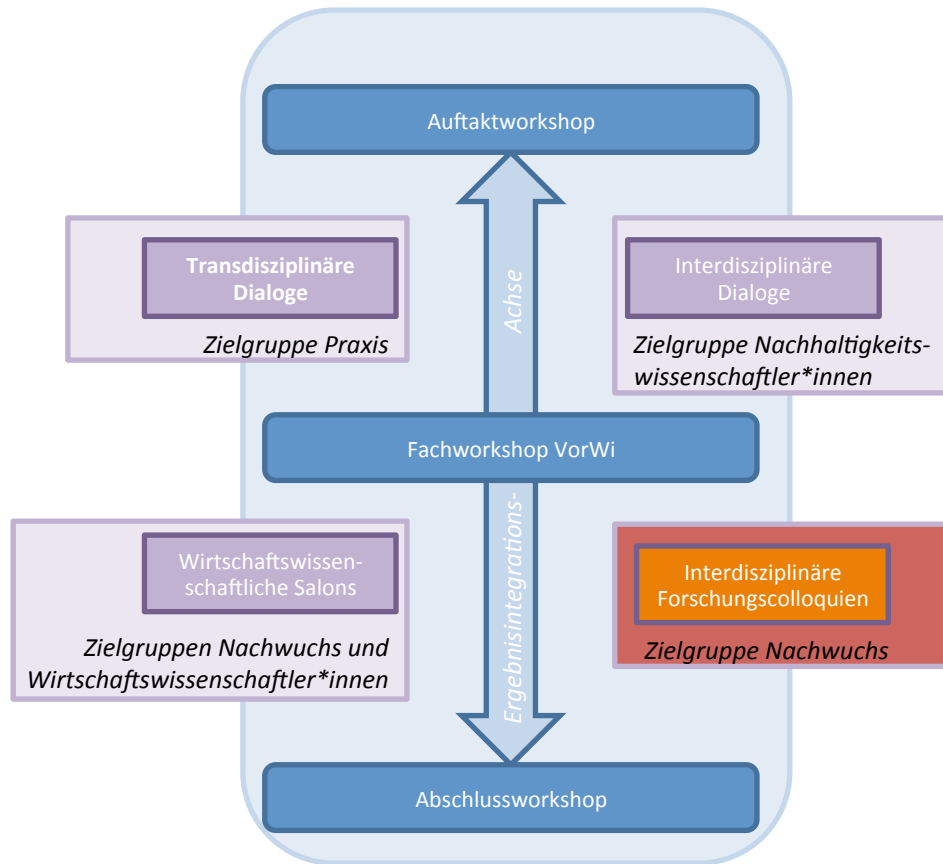 Auftaktworkshop
Transdisziplinäre
Dialoge
Zielgruppe Praxis
Interdisziplinäre
Dialoge
Zielgruppe Nachhaltigkeits-
wissenschaftler*innen
Fachworkshop VorWi
Ergebnisintegrations-
Achse
Wirtschaftswissen-
schaftliche Salons
Zielgruppen Nachwuchs und
Wirtschaftswissenschaftler*innen
Interdisziplinäre
Forschungscolloquien
Zielgruppe Nachwuchs
Abschlussworkshop